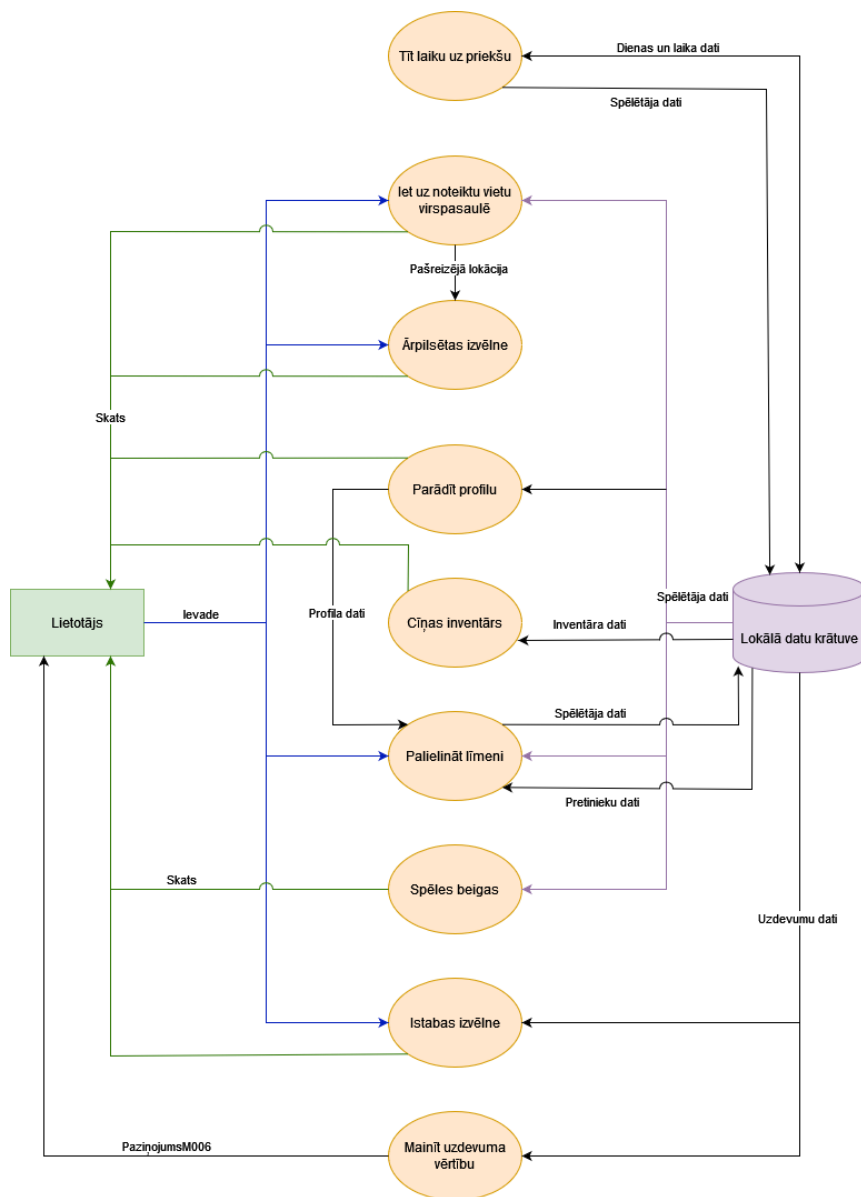 Tīt laiku uz priekšu
Dienas un laika dati
Spēlētāja dati
Iet uz noteiktu vietu
virspasaulē
Pašreizējā lokācija
Ārpilsētas izvēlne
Skats
Parādīt profilu
Lietotājs
Ievade
Profila dati
Cīņas inventārs
Inventāra dati
Spēlētāja dati
Lokālā datu krātuve
Spēlētāja dati
Palielināt līmeni
Pretinieku dati
Skats
Spēles beigas
Uzdevumu dati
Istabas izvēlne
PaziņojumsM006
Mainīt uzdevuma
vērtību